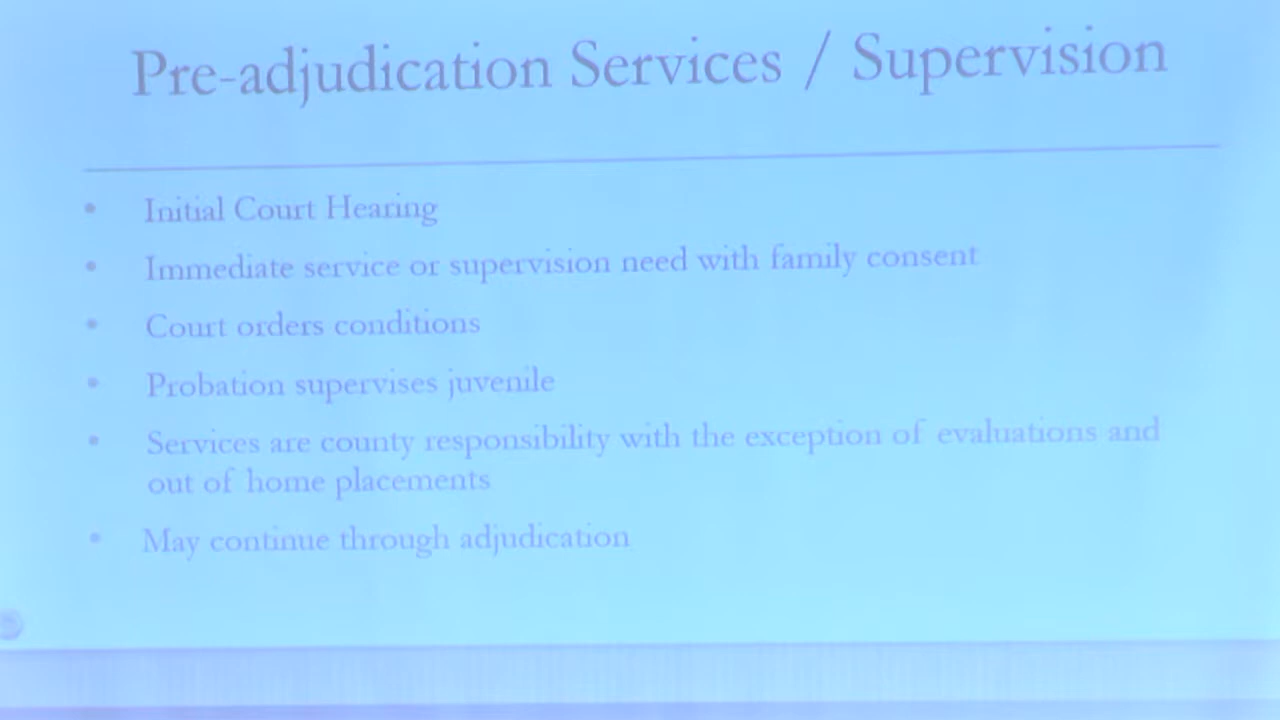 Pre-adjudication Services / Supervision
• Initial Court Hearing
• Immediate service or supervision need with family consent
• Court orders conditions
• Probation supervises juvenile
• Services are county responsibility with the exception of evaluations and
out of home placements
• May continue through adjudication